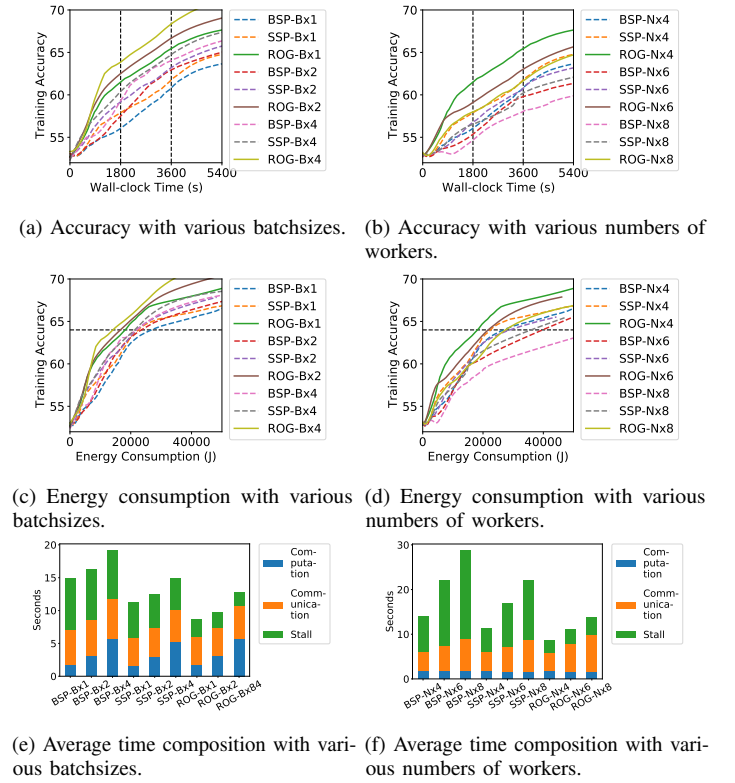 70
65
60
55
Training Accuracy
0 1800 3600 5400
Wall-clock Time (s)
BSP-Bx1
SSP-Bx1
ROG-Bx1
BSP-Bx2
SSP-Bx2
ROG-Bx2
BSP-Bx4
SSP-Bx4
ROG-Bx4
70
65
60
55
Training Accuracy
0 1800 3600 5400
Wall-clock Time (s)
BSP-Nx4
SSP-Nx4
ROG-Nx4
BSP-Nx6
SSP-Nx6
ROG-Nx6
BSP-Nx8
SSP-Nx8
ROG-Nx8
(a) Accuracy with various batchsizes.
(b) Accuracy with various numbers of
workers.
70
65
60
55
Training Accuracy
0 20000 40000
Energy Consumption (J)
BSP-Bx1
SSP-Bx1
ROG-Bx1
BSP-Bx2
SSP-Bx2
ROG-Bx2
BSP-Bx4
SSP-Bx4
ROG-Bx4
70
65
60
55
Training Accuracy
0 20000 40000
Energy Consumption (J)
BSP-Nx4
SSP-Nx4
ROG-Nx4
BSP-Nx6
SSP-Nx6
ROG-Nx6
BSP-Nx8
SSP-Nx8
ROG-Nx8
(c) Energy consumption with various
batchsizes.
(d) Energy consumption with various
numbers of workers.
20
15
10
5
0
Seconds
BSP-Bx1
BSP-Bx2
BSP-Bx4
SSP-Bx1
SSP-Bx2
SSP-Bx4
ROG-Bx1
ROG-Bx2
ROG-Bx84
Com-
puta-
tion
Comm-
unica-
tion
Stall
30
20
10
0
Seconds
BSP-Nx4
BSP-Nx6
BSP-Nx8
SSP-Nx4
SSP-Nx6
SSP-Nx8
ROG-Nx4
ROG-Nx6
ROG-Nx8
Com-
puta-
tion
Comm-
unica-
tion
Stall
(e) Average time composition with vari-
ous batchsizes.
(f) Average time composition with vari-
ous numbers of workers.